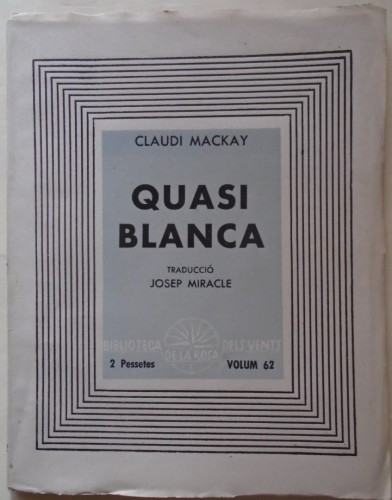 CLAUDI MACKAY
QUASI
BLANCA
TRADUCCIÓ
JOSEP MIRACLE
BIBLIOTECA DELS VENTS
DE LA ROSA
2 Pessetes VOLUM 62